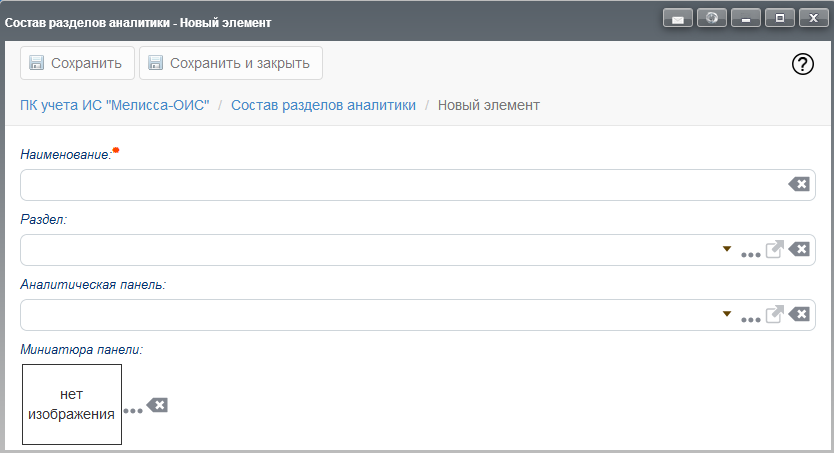 Состав разделов аналитики - Новый элемент
Сохранить Сохранить и закрыть
ПК учета ИС "Мелисса-ОИС" / Состав разделов аналитики / Новый элемент
Наименование:
Раздел:
Аналитическая панель:
Миниатюра панели:
нет
изображения